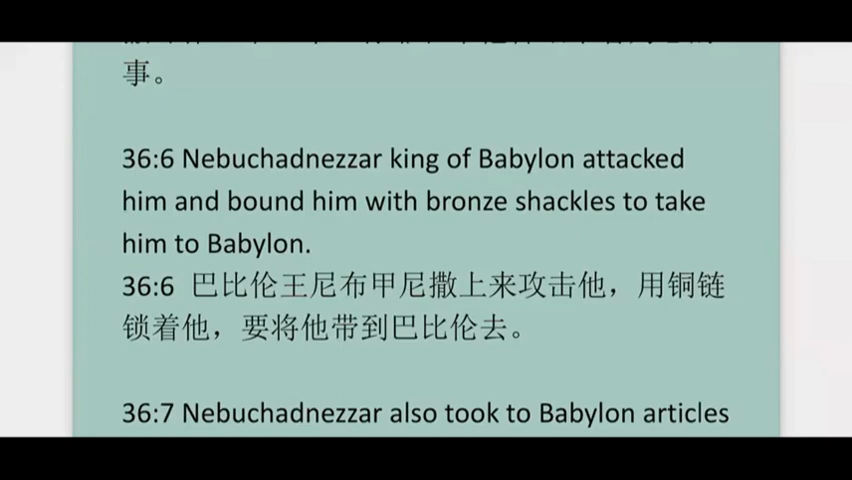 事。
36:6 Nebuchadnezzar king of Babylon attacked
him and bound him with bronze shackles to take
him to Babylon.
36:6 巴比伦王尼布甲尼撒上来攻击他，用铜链
锁着他，要将他带到巴比伦去。
36:7 Nebuchadnezzar also took to Babylon articles